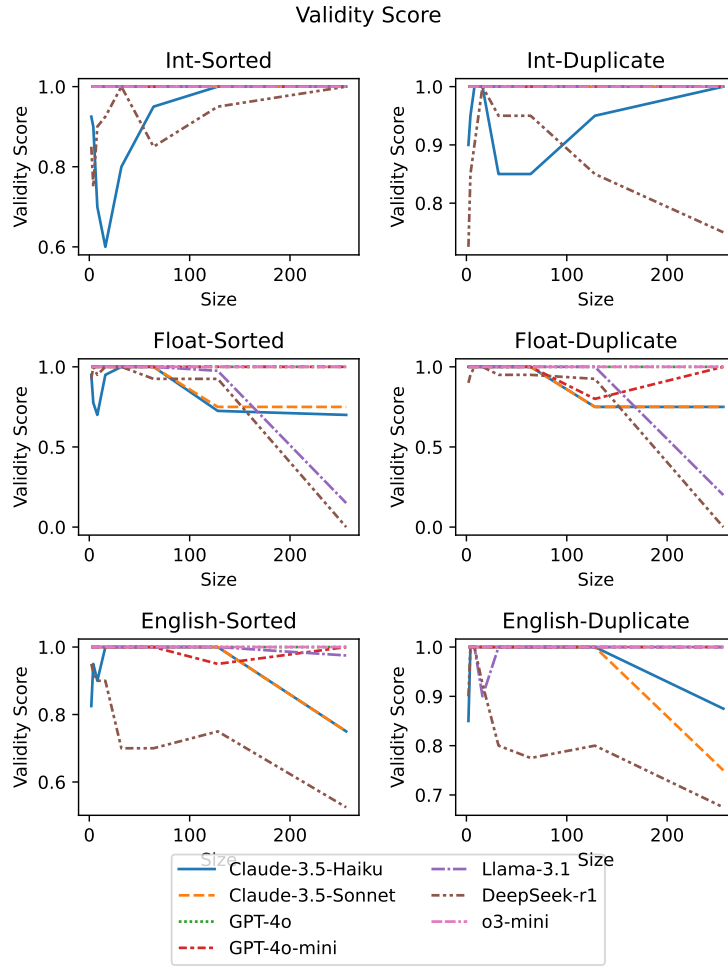 Validity Score
Int-Sorted
Int-Duplicate
1.0
0.8
0.6
Validity Score
0
100
200
Size
1.0
0.9
0.8
Validity Score
0
100
200
Size
Float-Sorted
Float-Duplicate
1.0
0.5
0.0
Validity Score
0
100
200
Size
1.0
0.5
0.0
Validity Score
0
100
200
Size
English-Sorted
English-Duplicate
1.0
0.8
0.6
Validity Score
0
100
200
Size
1.0
0.9
0.8
0.7
Validity Score
0
100
200
Size
Claude-3.5-Haiku
Claude-3.5-Sonnet
GPT-4o
GPT-4o-mini
Llama-3.1
DeepSeek-r1
o3-mini